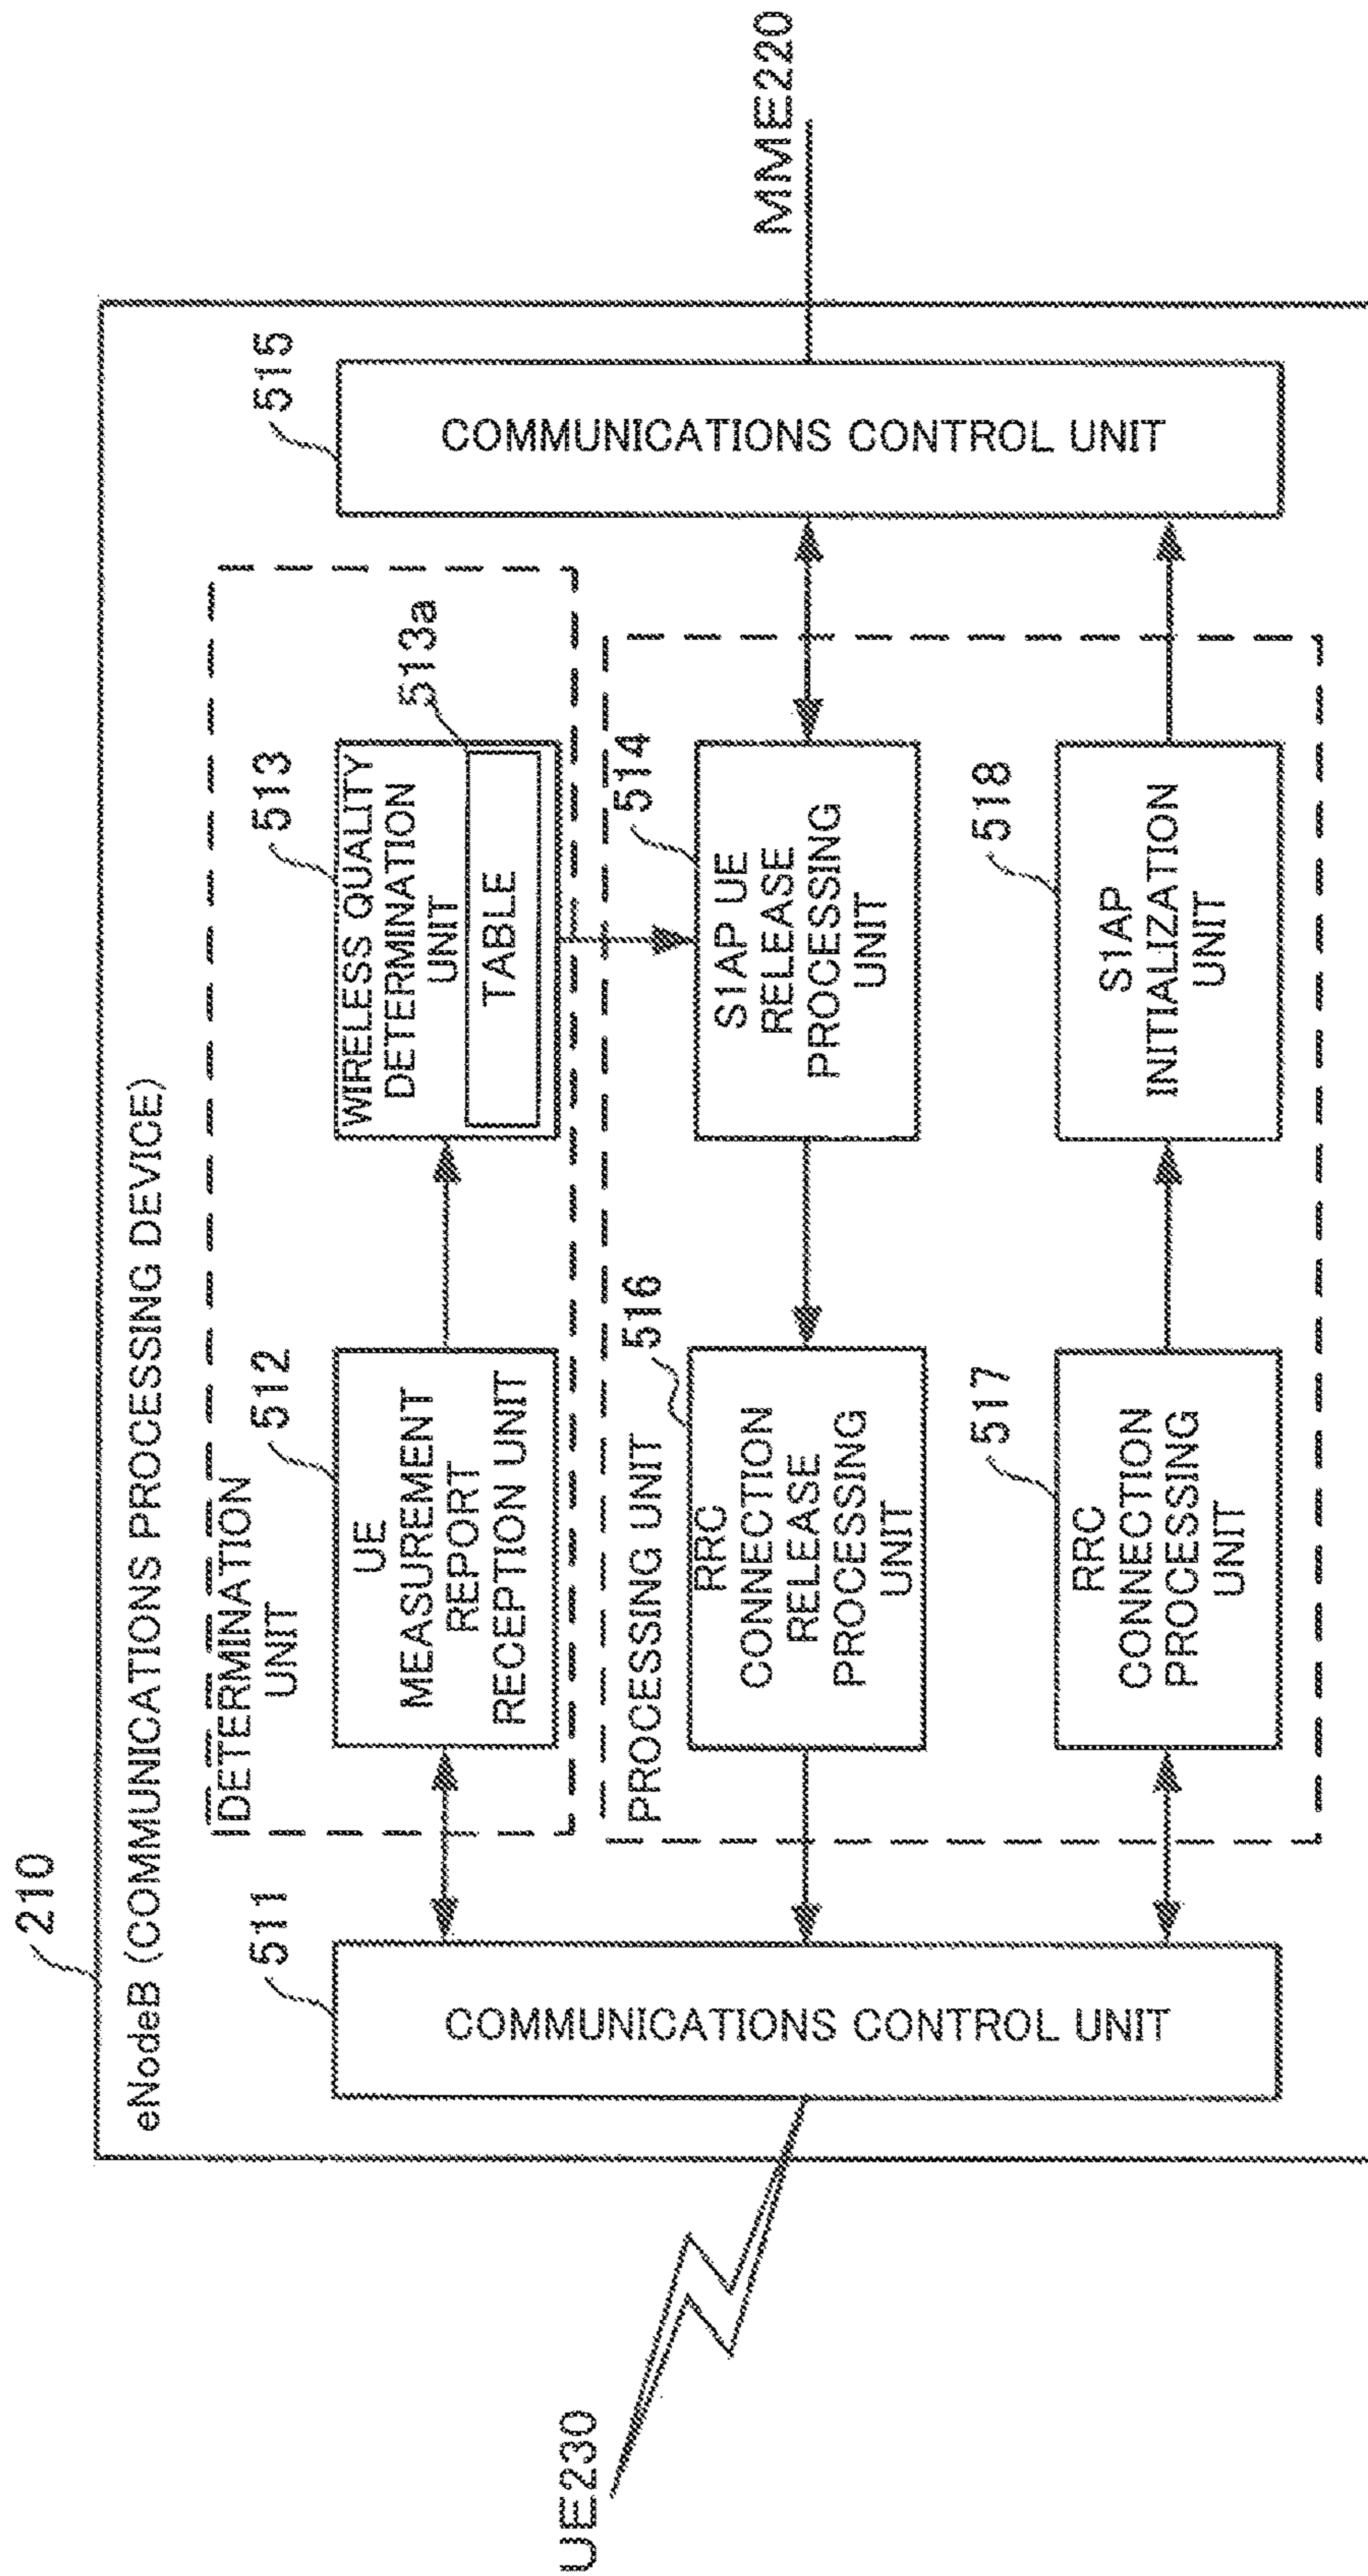 210
eNodeB (COMMUNICATIONS PROCESSING DEVICE)
DETERMINATION
UNIT
511
COMMUNICATIONS CONTROL UNIT
512
UE
MEASUREMENT
REPORT
RECEPTION UNIT
513
WIRELESS QUALITY
DETERMINATION
UNIT
513a
TABLE
515
COMMUNICATIONS CONTROL UNIT
UE230
MME220
PROCESSING UNIT
516
RRC
CONNECTION
RELEASE
PROCESSING
UNIT
514
S1AP UE
RELEASE
PROCESSING
UNIT
517
RRC
CONNECTION
PROCESSING
UNIT
518
S1AP
INITIALIZATION
UNIT